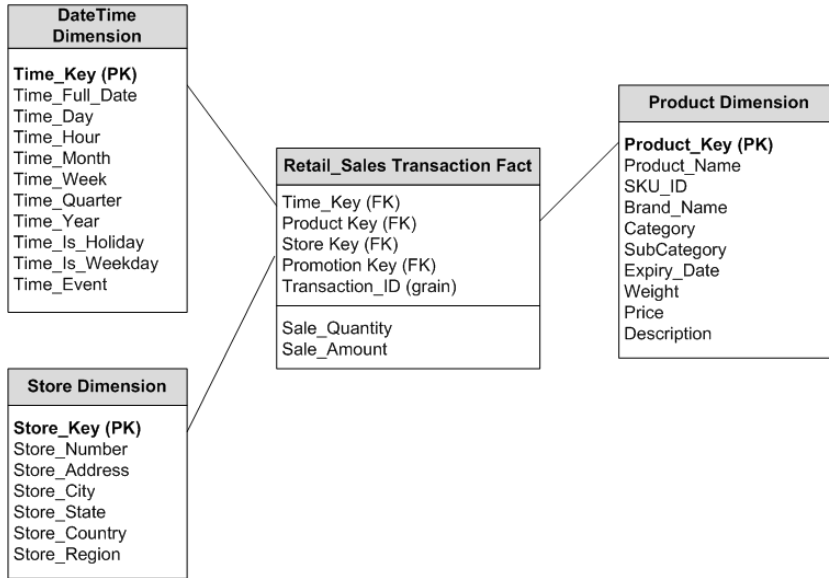 DateTime
Dimension
Time_Key (PK)
Time_Full_Date
Time_Day
Time_Hour
Time_Month
Time_Week
Time_Quarter
Time_Year
Time_Is_Holiday
Time_Is_Weekday
Time_Event
Store Dimension
Store_Key (PK)
Store_Number
Store_Address
Store_City
Store_State
Store_Country
Store_Region
Retail_Sales Transaction Fact
Time_Key (FK)
Product Key (FK)
Store Key (FK)
Promotion Key (FK)
Transaction_ID (grain)
Sale_Quantity
Sale_Amount
Product Dimension
Product_Key (PK)
Product_Name
SKU_ID
Brand_Name
Category
SubCategory
Expiry_Date
Weight
Price
Description